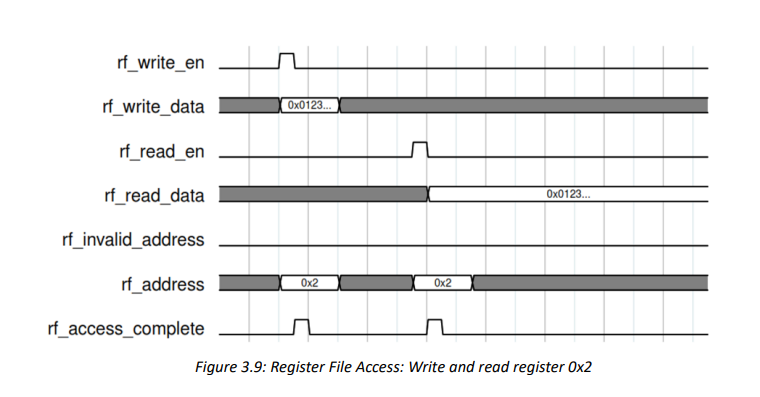 rf_write_en
rf_write_data 0x0123...
rf_read_en
rf_read_data 0x0123...
rf_invalid_address
rf_address 0x2 0x2
rf_access_complete
Figure 3.9: Register File Access: Write and read register 0x2